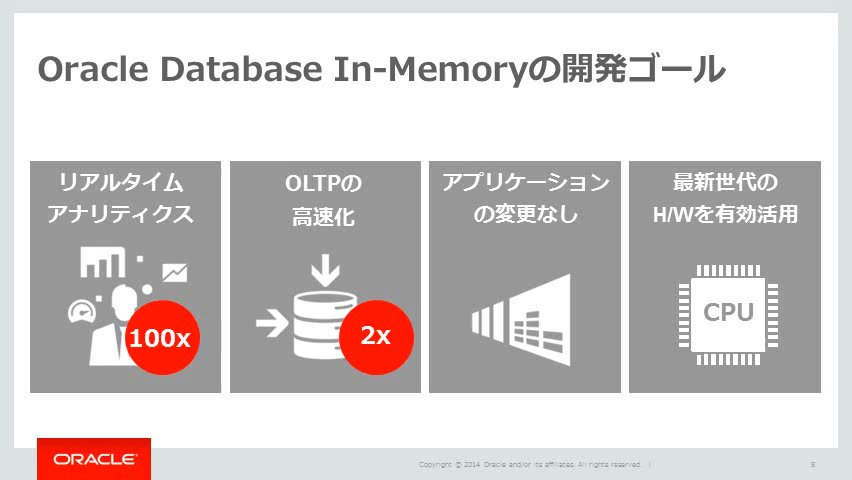 Oracle Database In-Memoryの開発ゴール
リアルタイム
アナリティクス
100x
OLTPの
高速化
2x
アプリケーション
の変更なし
最新世代の
H/Wを有効活用
CPU
ORACLE
Copyright © 2014 Oracle and/or its affiliates. All rights reserved. |
8